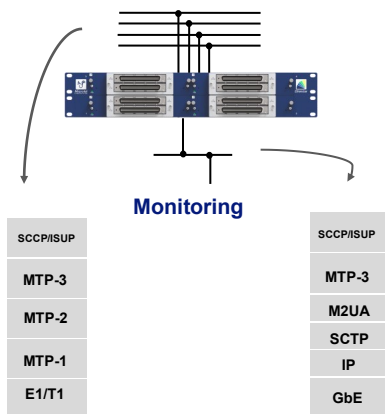 Monitoring
SCCP/ISUP
MTP-3
MTP-2
MTP-1
E1/T1
SCCP/ISUP
MTP-3
M2UA
SCTP
IP
GbE